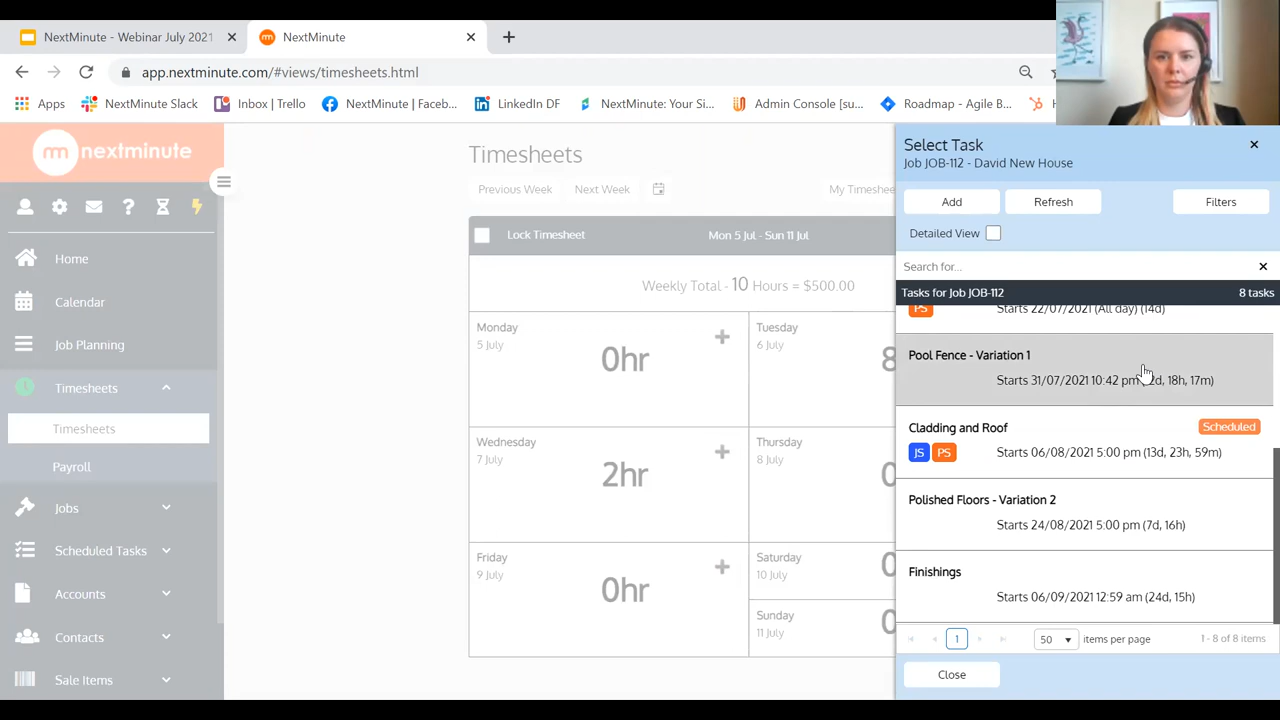 NextMinute - Webinar July 2021
NextMinute
app.nextminute.com/#views/timesheets.html
Apps
NextMinute Slack
Inbox | Trello
NextMinute | Faceb...
LinkedIn DF
NextMinute: Your Si...
Admin Console [su...
Roadmap - Agile B...
nextminute
Home
Calendar
Job Planning
Timesheets
Timesheets
Payroll
Jobs
Scheduled Tasks
Accounts
Contacts
Sale Items
Timesheets
Previous Week
Next Week
My Timeshee
Lock Timesheet
Mon 5 Jul - Sun 11 Jul
Weekly Total - 10 Hours = $500.00
Monday
5 July
0hr
Tuesday
6 July
8
Wednesday
7 July
2hr
Thursday
8 July
0
Friday
9 July
0hr
Saturday
10 July
0
Sunday
11 July
0
Select Task
Job JOB-112 - David New House
Add
Refresh
Filters
Detailed View
Search for...
Tasks for Job JOB-112
8 tasks
PS
Starts 22/07/2021 (All day) (14d)
Pool Fence - Variation 1
Starts 31/07/2021 10:42 pm 2d, 18h, 17m)
Cladding and Roof
Scheduled
JS PS
Starts 06/08/2021 5:00 pm (13d, 23h, 59m)
Polished Floors - Variation 2
Starts 24/08/2021 5:00 pm (7d, 16h)
Finishings
Starts 06/09/2021 12:59 am (24d, 15h)
1
50
items per page
1 - 8 of 8 items
Close